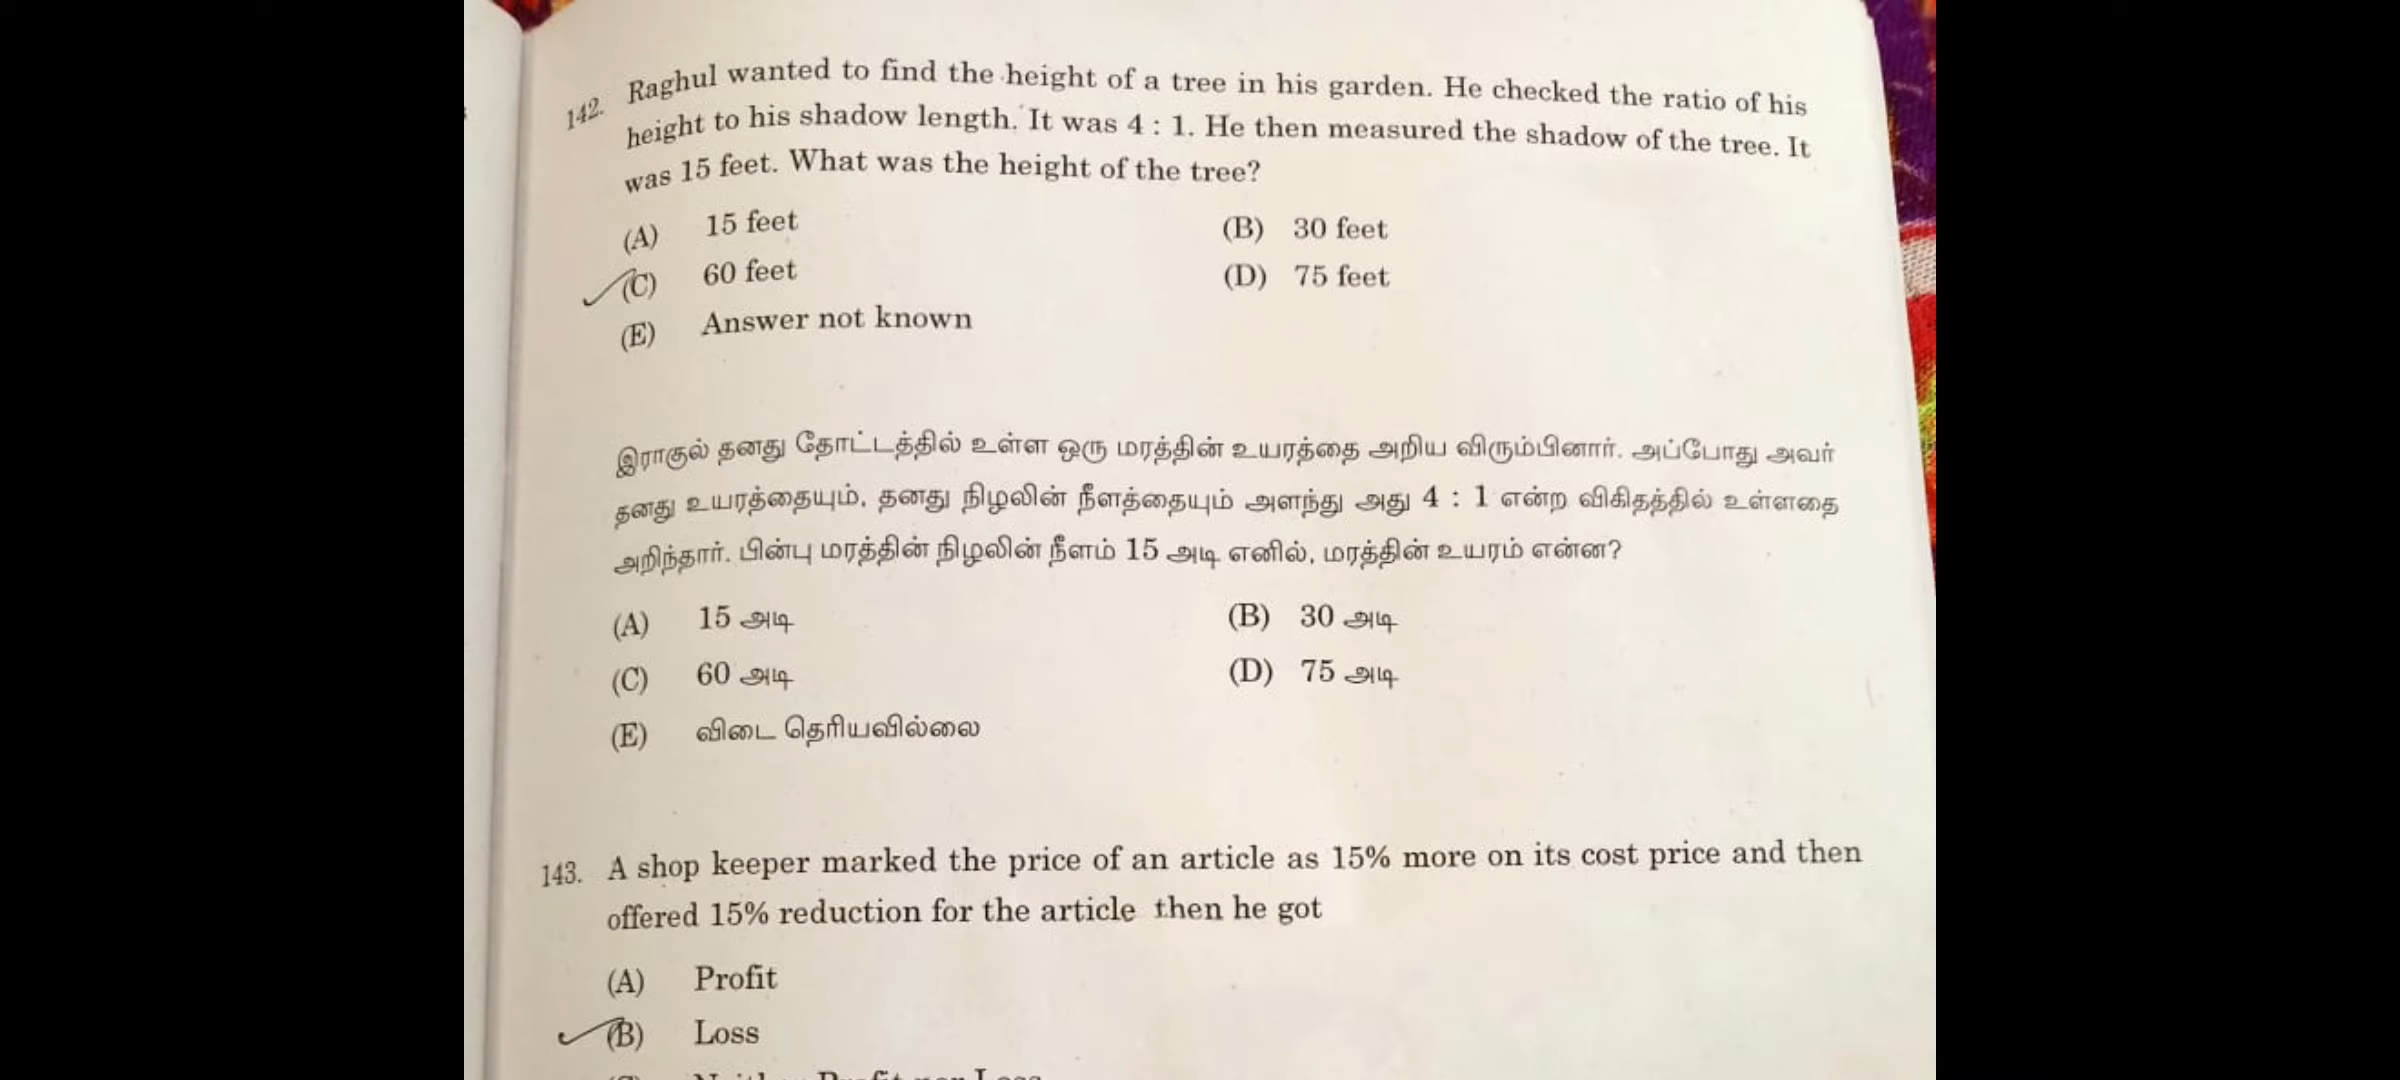 142. Raghul wanted to find the height of a tree in his garden. He checked the ratio of his
height to his shadow length. It was 4 : 1. He then measured the shadow of the tree. It
was 15 feet. What was the height of the tree?
(A) 15 feet (B) 30 feet
(C) 60 feet (D) 75 feet
(E) Answer not known
இராகுல் தனது தோட்டத்தில் உள்ள ஒரு மரத்தின் உயரத்தை அறிய விரும்பினார். அப்போது அவர்
தனது உயரத்தையும், தனது நிழலின் நீளத்தையும் அளந்து அது 4 : 1 என்ற விகிதத்தில் உள்ளதை
அறிந்தார். பின்பு மரத்தின் நிழலின் நீளம் 15 அடி எனில், மரத்தின் உயரம் என்ன?
(A) 15 அடி (B) 30 அடி
(C) 60 அடி (D) 75 அடி
(E) விடை தெரியவில்லை
143. A shop keeper marked the price of an article as 15% more on its cost price and then
offered 15% reduction for the article then he got
(A) Profit
(B) Loss
(C) Neither Profit nor Loss